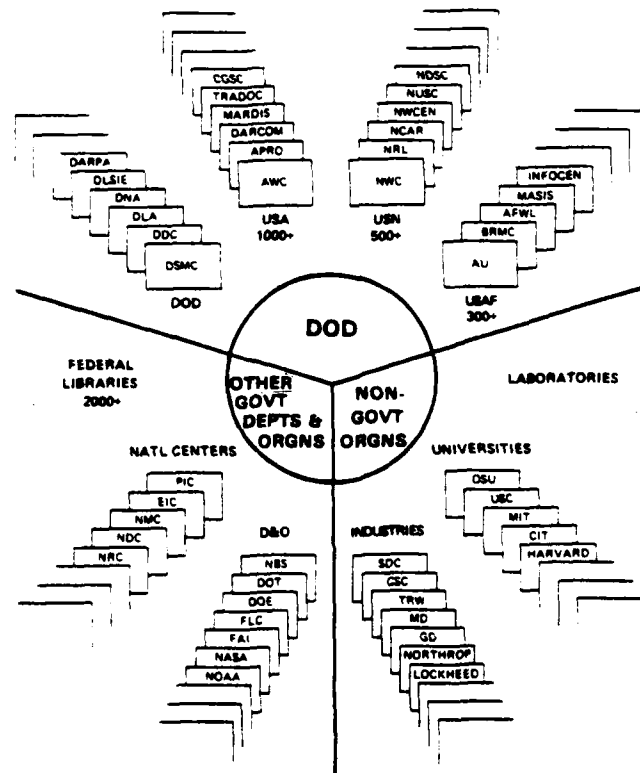 CGSC
TRADOC
MARDIS
DARCOM
APRO
AWC
USA
1000+
NDSC
NUSC
NWCEN
NCAR
NRL
NWC
USN
500+
DARPA
DLSIE
DNA
DLA
DDC
DSMC
DOD
INFOCEN
MASIS
AFWL
BRMC
AU
USAF
300+
DOD
OTHER
GOVT
DEPTS &
ORGNS
NON-
GOVT
ORGNS
FEDERAL
LIBRARIES
2000+
LABORATORIES
NATL CENTERS
PIC
EIC
NMC
NDC
NRC
D&O
NBS
DOT
DOE
FLC
FAI
NASA
NOAA
INDUSTRIES
SDC
CSC
TRW
MD
GD
NORTHROP
LOCKHEED
UNIVERSITIES
OSU
USC
MIT
CIT
HARVARD